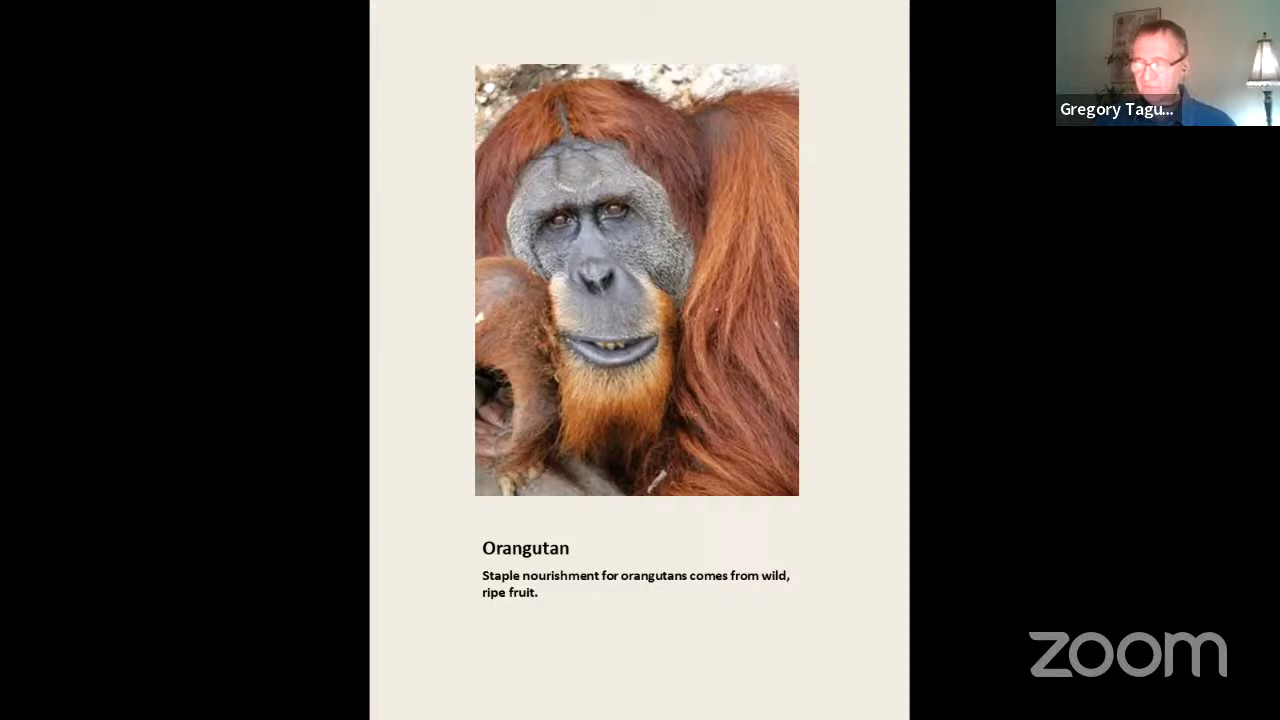 Gregory Tagu...
Orangutan
Staple nourishment for orangutans comes from wild,
ripe fruit.
zoom